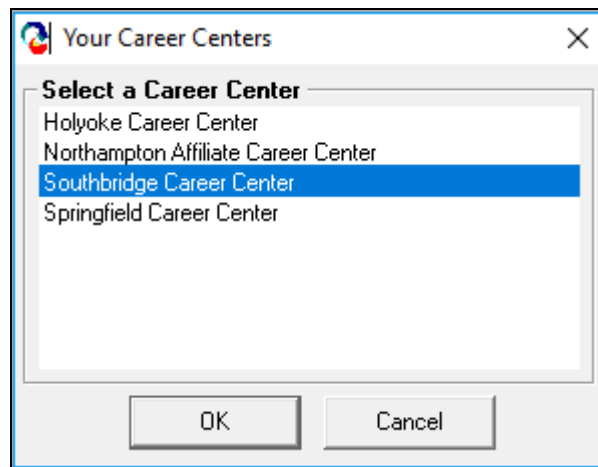 Your Career Centers
Select a Career Center
Holyoke Career Center
Northampton Affiliate Career Center
Southbridge Career Center
Springfield Career Center
OK
Cancel